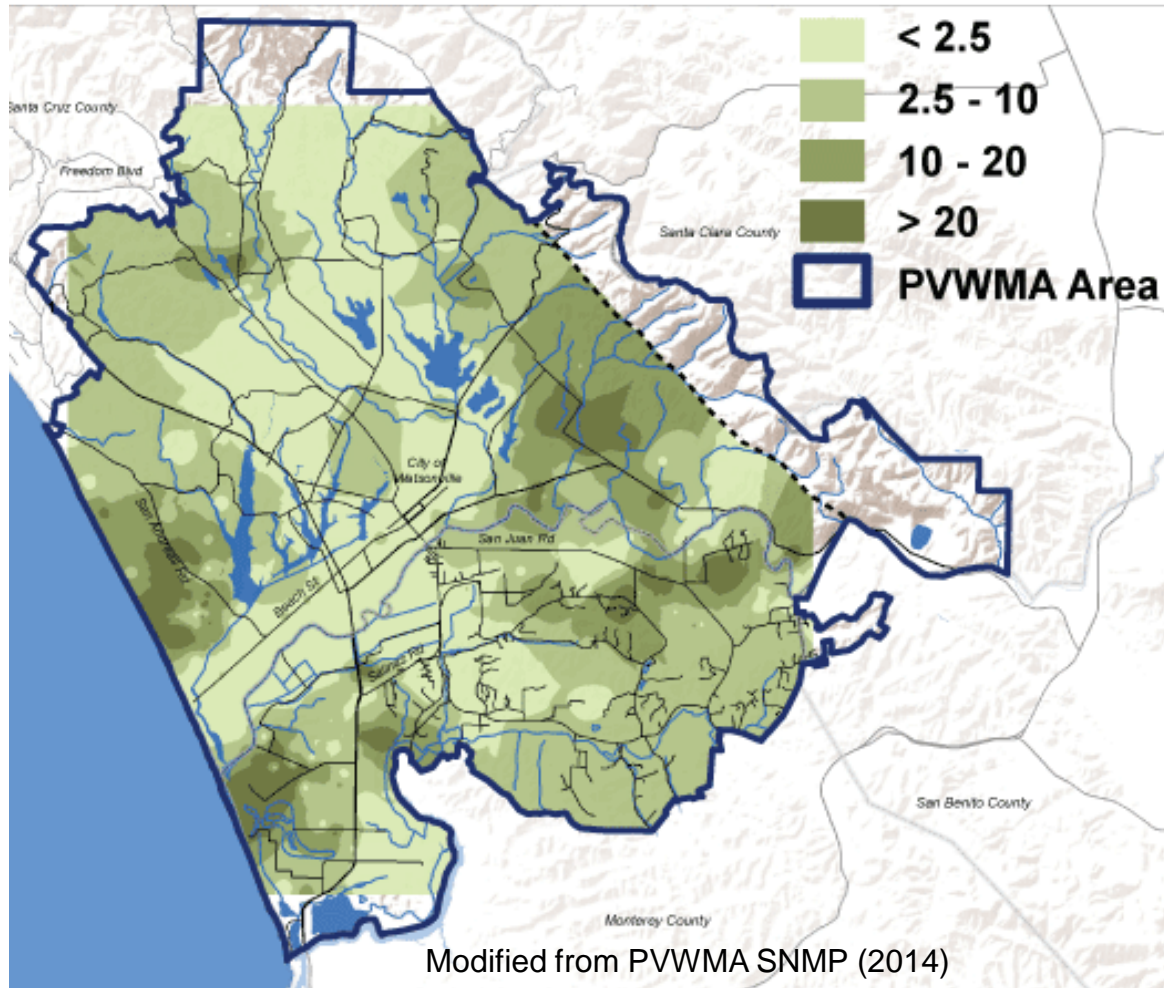 < 2.5
2.5 - 10
10 - 20
> 20
PVWMA Area
Santa Cruz County
Freedom Blvd
Santa Clara County
City of
Watsonville
San Andreas Rd
San Juan Rd
Beach St
Salinas Rd
San Benito County
Monterey County
Modified from PVWMA SNMP (2014)